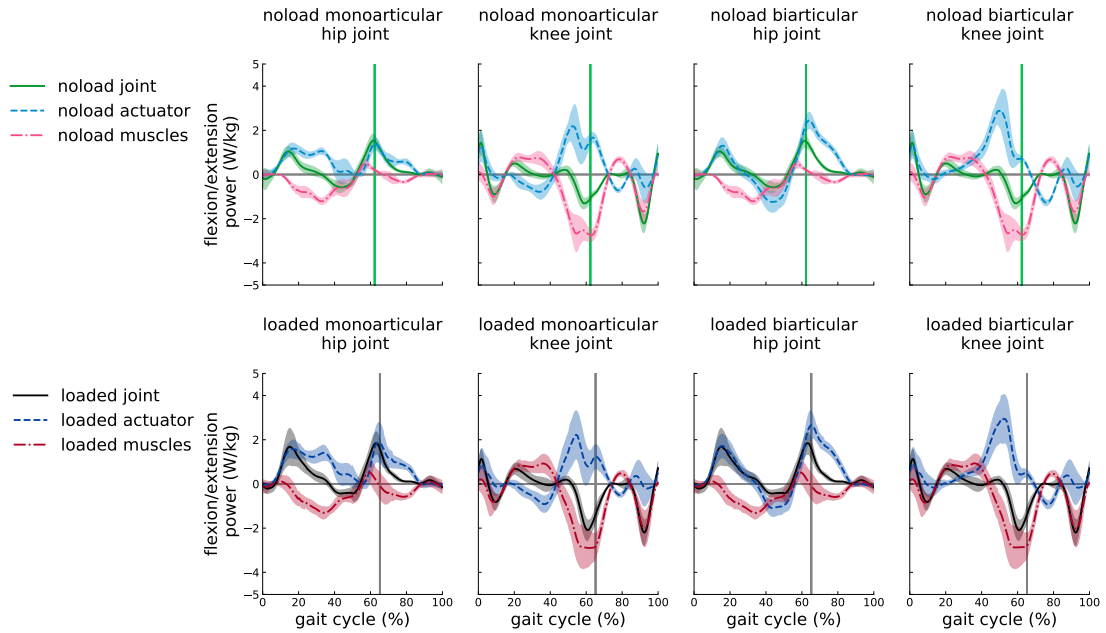 noload monoarticular
hip joint
noload monoarticular
knee joint
noload biarticular
hip joint
noload biarticular
knee joint
noload joint
noload actuator
noload muscles
flexion/extension
power (W/kg)
5
4
2
0
−2
−4
−5
loaded monoarticular
hip joint
loaded monoarticular
knee joint
loaded biarticular
hip joint
loaded biarticular
knee joint
loaded joint
loaded actuator
loaded muscles
flexion/extension
power (W/kg)
5
4
2
0
−2
−4
−5
0 20 40 60 80 100
0 20 40 60 80 100
0 20 40 60 80 100
0 20 40 60 80 100
gait cycle (%)
gait cycle (%)
gait cycle (%)
gait cycle (%)